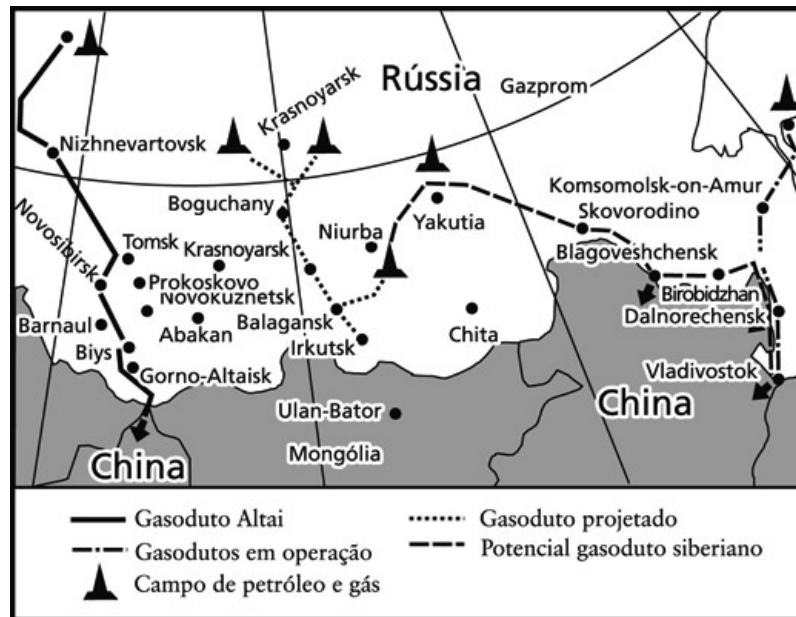 Rússia
Gazprom
Krasnoyarsk
Nizhnevartovsk
Komsomolsk-on-Amur
Boguchany
Yakutia
Skovorodino
Niurba
Novosibirsk
Tomsk
Krasnoyarsk
Blagoveshchensk
Prokoskovo
Novokuznetsk
Birobidzhan
Barnaul
Abakan
Balagansk
Chita
Dalnorechensk
Biys
Irkutsk
Gorno-Altaisk
Vladivostok
Ulan-Bator
China
Mongólia
China
Gasoduto Altai
Gasoduto projetado
Gasodutos em operação
Potencial gasoduto siberiano
Campo de petróleo e gás